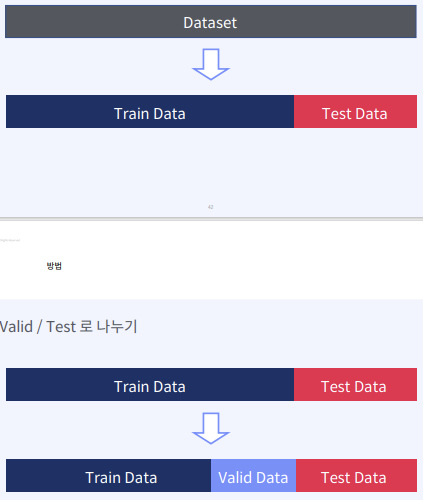 Dataset
Train Data Test Data
방법
Valid / Test 로 나누기
Train Data Test Data
Train Data Valid Data Test Data